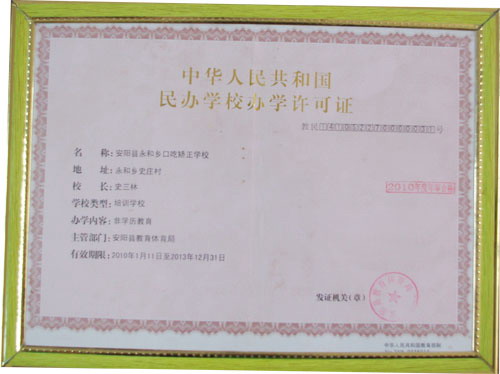 中华人民共和国
民办学校办学许可证
名 称：安阳县永和乡口吃矫正学校
地 址：永和乡史庄村
校 长：史三林
学校类型：培训学校
办学内容：非学历教育
主管部门：安阳县教育体育局
有效期限：2010年1月11日至2013年12月31日
发证机关(章)